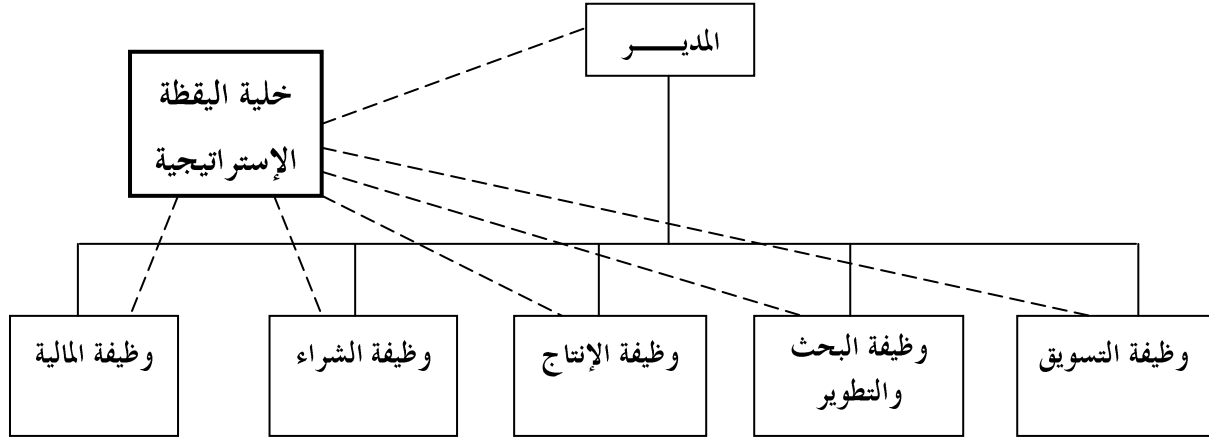 المديـــــر
خلية اليقظة
الإستراتيجية
وظيفة التسويق
وظيفة البحث
والتطوير
وظيفة الإنتاج
وظيفة الشراء
وظيفة المالية